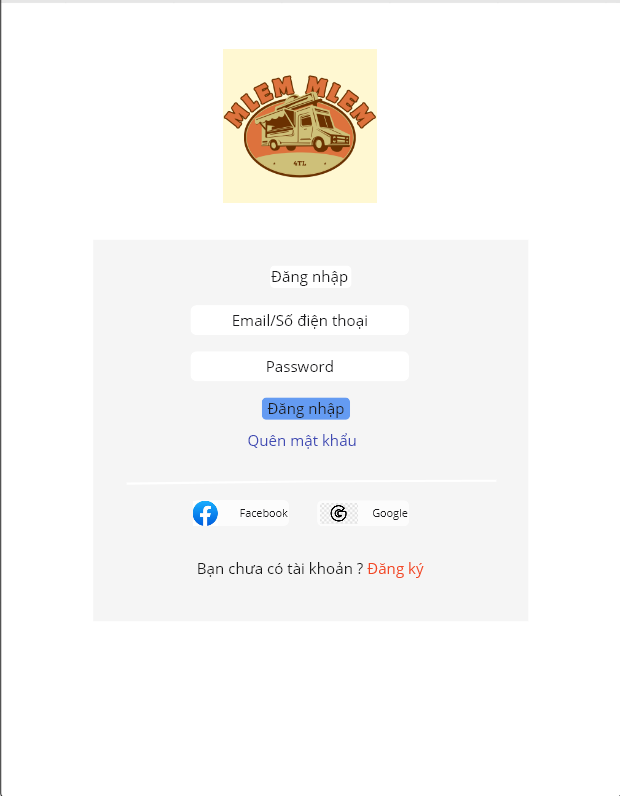 MLEM MLEM
4TL
Đăng nhập
Email/Số điện thoại
Password
Đăng nhập
Quên mật khẩu
Facebook
Google
Bạn chưa có tài khoản ? Đăng ký